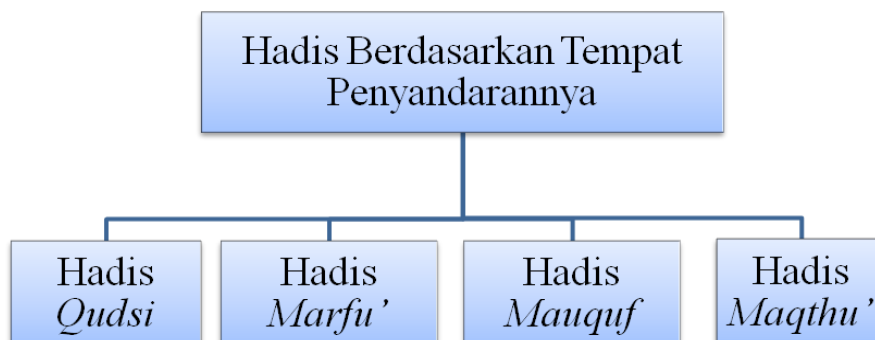 Hadis Berdasarkan Tempat
Penyandarannya
Hadis
Qudsi
Hadis
Marfu’
Hadis
Mauquf
Hadis
Maqthu’